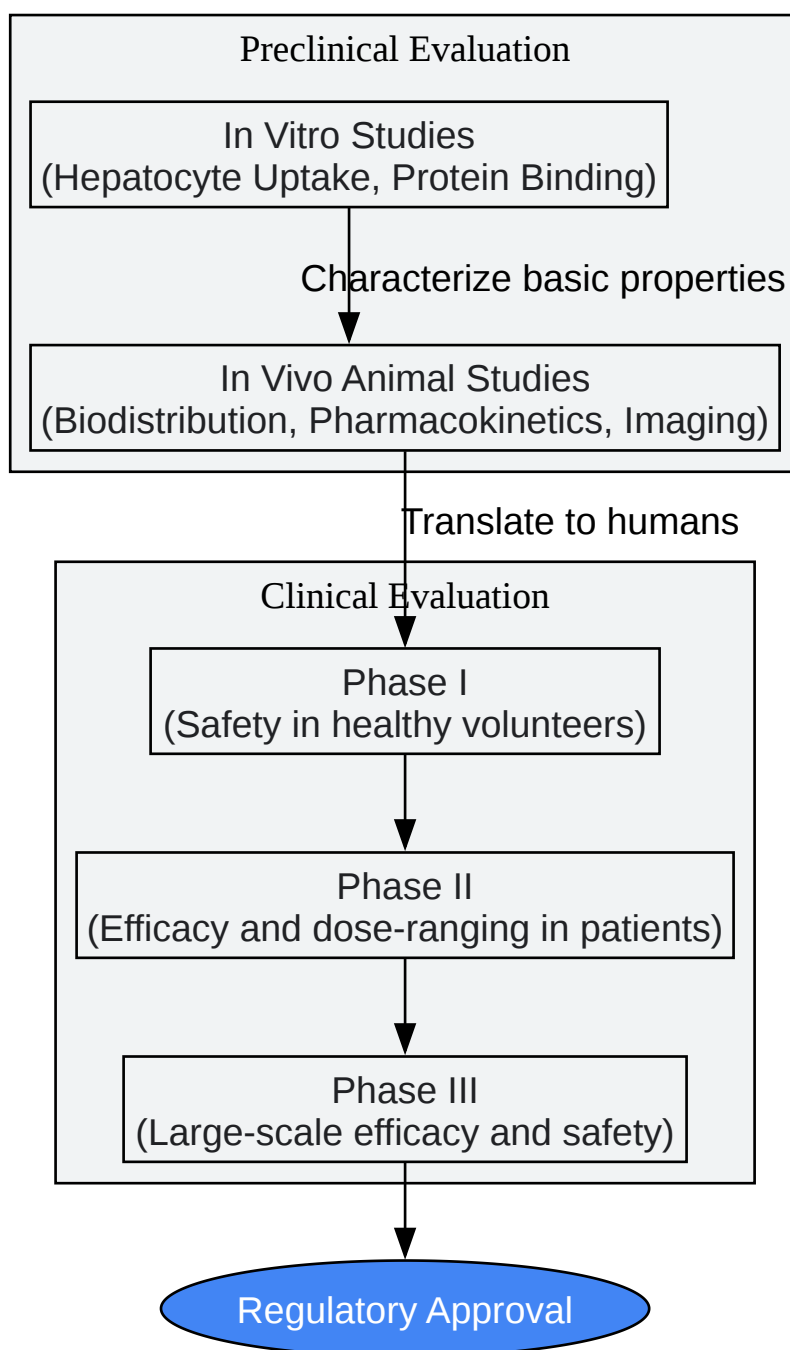 Preclinical Evaluation
In Vitro Studies
(Hepatocyte Uptake, Protein Binding)
Characterize basic properties
In Vivo Animal Studies
(Biodistribution, Pharmacokinetics, Imaging)
Translate to humans
Clinical Evaluation
Phase I
(Safety in healthy volunteers)
Phase II
(Efficacy and dose-ranging in patients)
Phase III
(Large-scale efficacy and safety)
Regulatory Approval